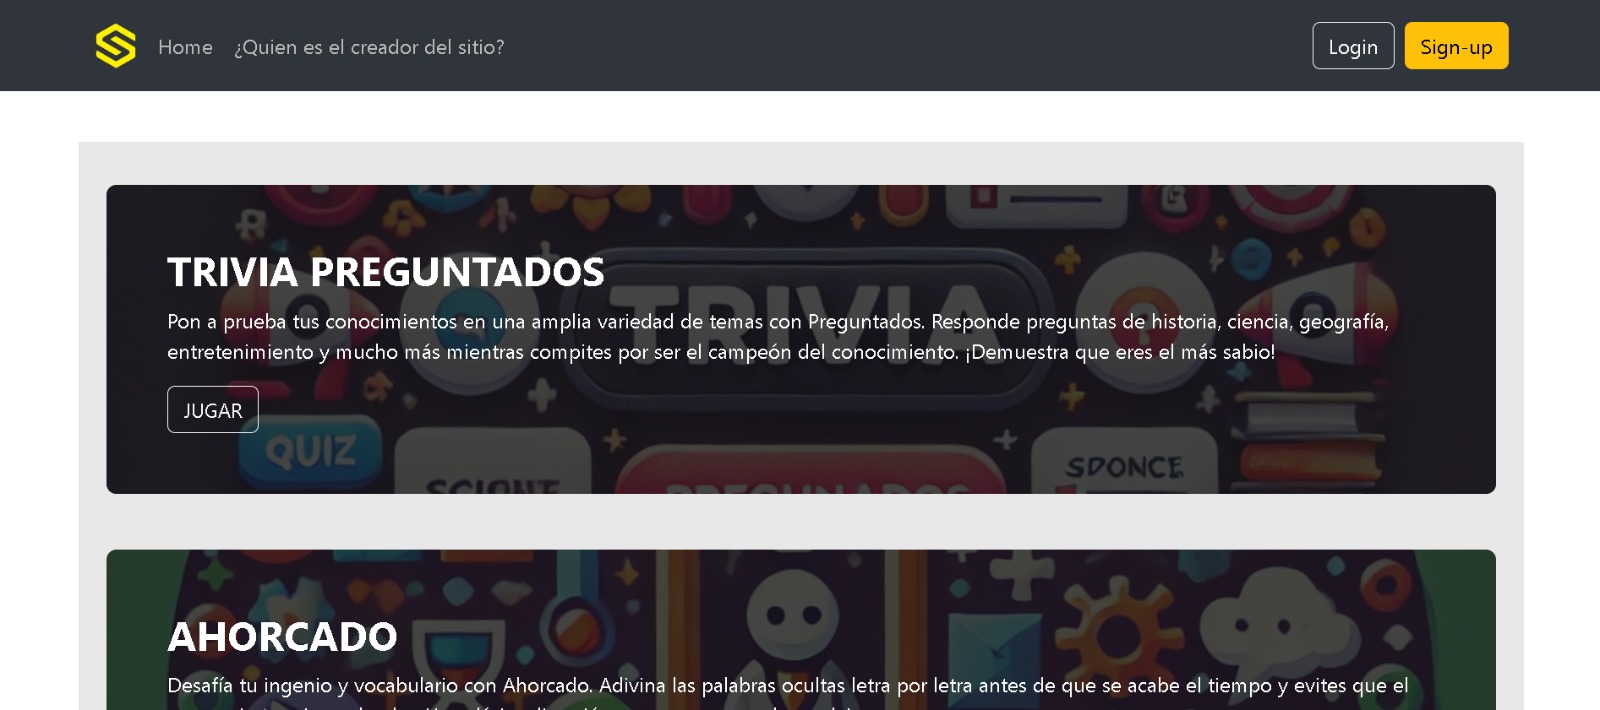 Home ¿Quien es el creador del sitio? Login Sign-up
TRIVIA PREGUNTADOS
Pon a prueba tus conocimientos en una amplia variedad de temas con Preguntados. Responde preguntas de historia, ciencia, geografía,
entretenimiento y mucho más mientras compites por ser el campeón del conocimiento. ¡Demuestra que eres el más sabio!
TRIVIA
JUGAR
QUIZ
SPONCE
AHORCADO
Desafía tu ingenio y vocabulario con Ahorcado. Adivina las palabras ocultas letra por letra antes de que se acabe el tiempo y evites que el